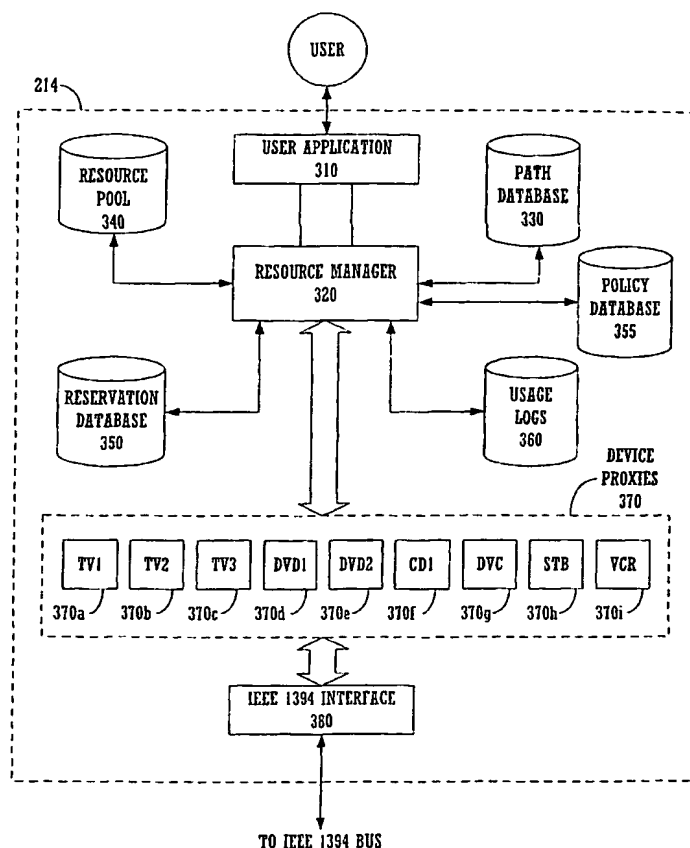 USER
214
USER APPLICATION
310
RESOURCE
POOL
340
PATH
DATABASE
330
RESOURCE MANAGER
320
POLICY
DATABASE
355
RESERVATION
DATABASE
350
USAGE
LOGS
360
DEVICE
PROXIES
370
TV1
TV2
TV3
DVD1
DVD2
CD1
DVC
STB
VCR
370a
370b
370c
370d
370e
370f
370g
370h
370i
IEEE 1394 INTERFACE
380
TO IEEE 1394 BUS